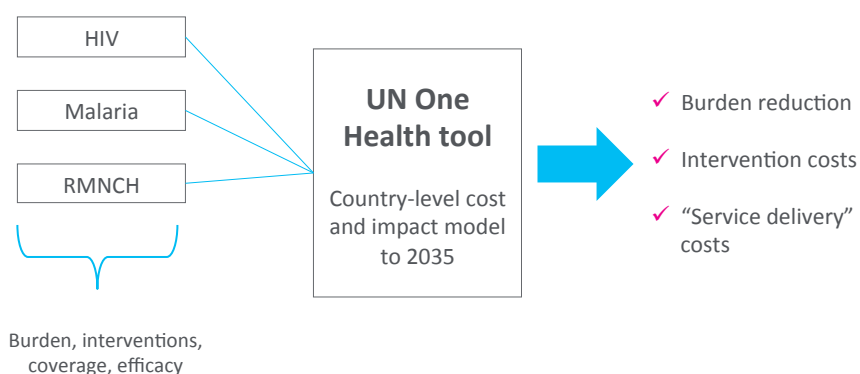 HIV
Malaria
RMNCH
Burden, interventions,
coverage, efficacy
UN One
Health tool
Country-level cost
and impact model
to 2035
Burden reduction
Intervention costs
“Service delivery”
costs